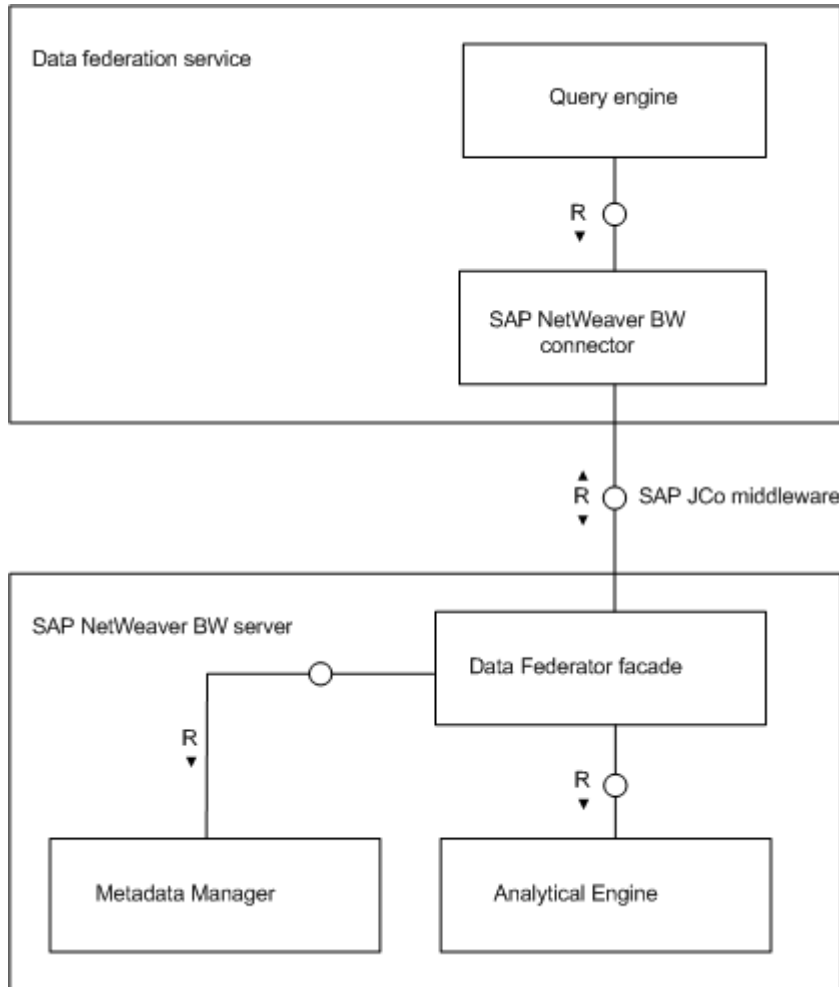 Data federation service
Query engine
R
SAP NetWeaver BW
connector
R
SAP JCo middleware
SAP NetWeaver BW server
Data Federator facade
R
R
Metadata Manager
Analytical Engine